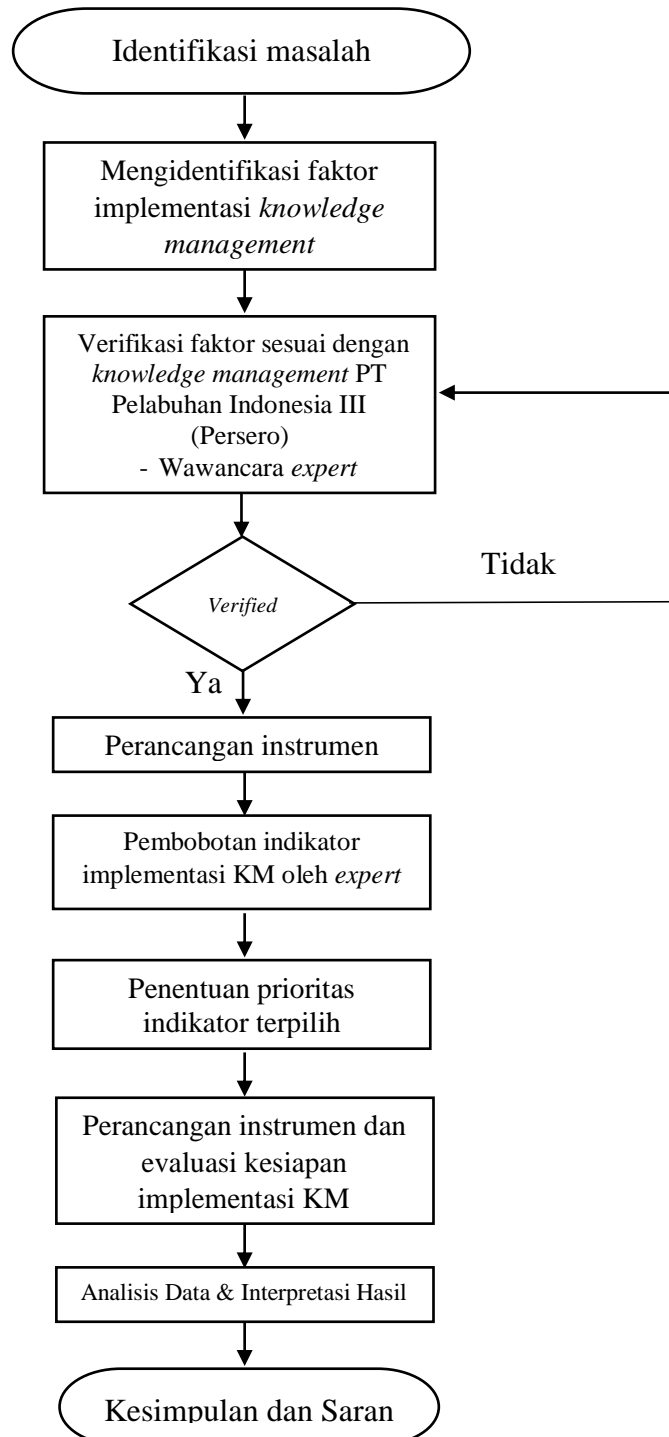 Identifikasi masalah
Mengidentifikasi faktor
implementasi knowledge
management
Verifikasi faktor sesuai dengan
knowledge management PT
Pelabuhan Indonesia III
(Persero)
- Wawancara expert
Verified
Tidak
Ya
Perancangan instrumen
Pembobotan indikator
implementasi KM oleh expert
Penentuan prioritas
indikator terpilih
Perancangan instrumen dan
evaluasi kesiapan
implementasi KM
Analisis Data & Interpretasi Hasil
Kesimpulan dan Saran